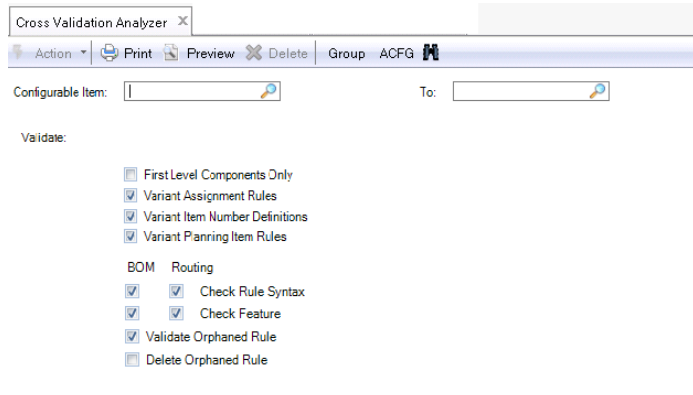 Cross Validation Analyzer X
Action Print Preview Delete Group ACFG
Configurable Item: To:
Validate:
First Level Components Only
Variant Assignment Rules
Variant Item Number Definitions
Variant Planning Item Rules
BOM Routing
Check Rule Syntax
Check Feature
Validate Orphaned Rule
Delete Orphaned Rule